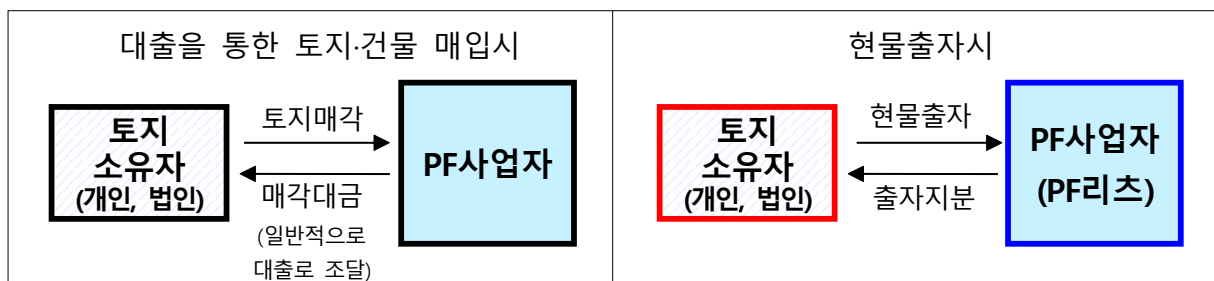 대출을 통한 토지·건물 매입시
토지
소유자
(개인, 법인)
토지매각
매각대금
(일반적으로
대출로 조달)
PF사업자
현물출자시
토지
소유자
(개인, 법인)
현물출자
출자지분
PF사업자
(PF리츠)